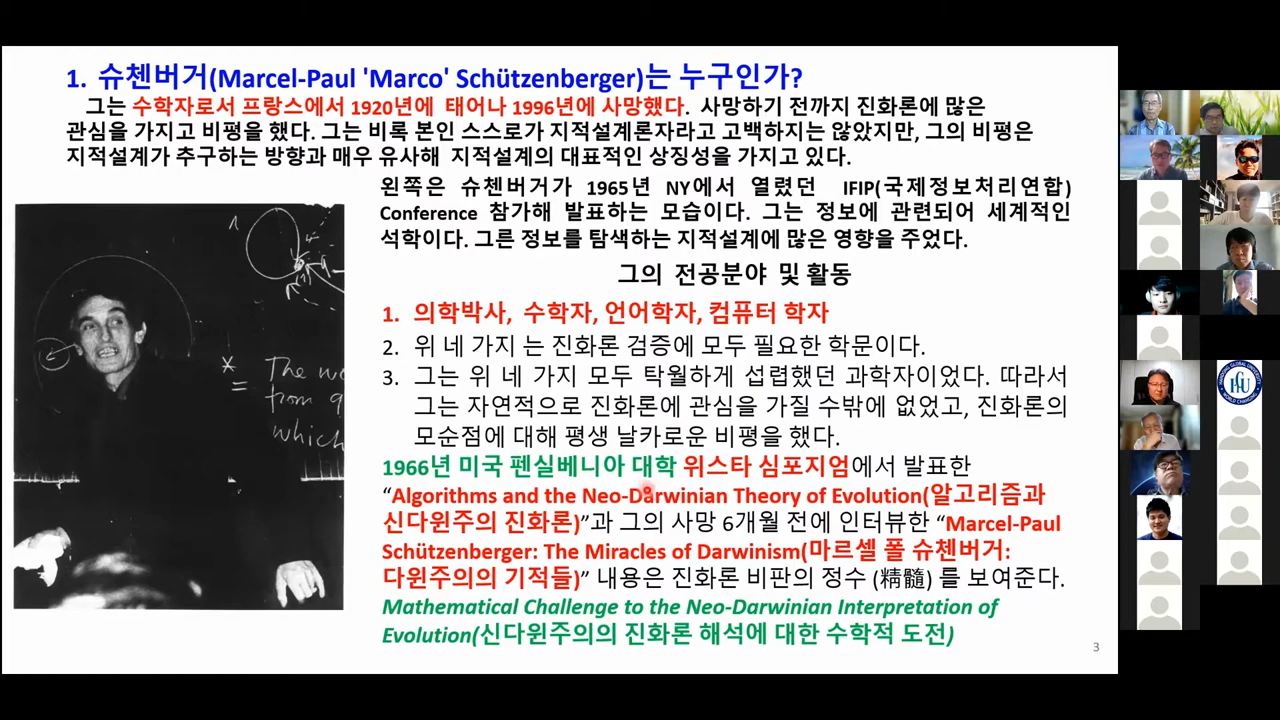 1. 슈첸버거(Marcel-Paul 'Marco' Schützenberger)는 누구인가?
그는 수학자로서 프랑스에서 1920년에 태어나 1996년에 사망했다. 사망하기 전까지 진화론에 많은
관심을 가지고 비평을 했다. 그는 비록 본인 스스로가 지적설계론자라고 고백하지는 않았지만, 그의 비평은
지적설계가 추구하는 방향과 매우 유사해 지적설계의 대표적인 상징성을 가지고 있다.
왼쪽은 슈첸버거가 1965년 NY에서 열렸던 IFIP(국제정보처리연합)
Conference 참가해 발표하는 모습이다. 그는 정보에 관련되어 세계적인
석학이다. 그른 정보를 탐색하는 지적설계에 많은 영향을 주었다.
그의 전공분야 및 활동
1. 의학박사, 수학자, 언어학자, 컴퓨터 학자
2. 위 네 가지 는 진화론 검증에 모두 필요한 학문이다.
3. 그는 위 네 가지 모두 탁월하게 섭렵했던 과학자이었다. 따라서
그는 자연적으로 진화론에 관심을 가질 수밖에 없었고, 진화론의
모순점에 대해 평생 날카로운 비평을 했다.
1966년 미국 펜실베니아 대학 위스타 심포지엄에서 발표한
“Algorithms and the Neo-Darwinian Theory of Evolution(알고리즘과
신다윈주의 진화론)”과 그의 사망 6개월 전에 인터뷰한 “Marcel-Paul
Schützenberger: The Miracles of Darwinism(마르셀 폴 슈첸버거:
다윈주의의 기적들)” 내용은 진화론 비판의 정수 (精髓) 를 보여준다.
Mathematical Challenge to the Neo-Darwinian Interpretation of
Evolution(신다윈주의의 진화론 해석에 대한 수학적 도전)
The
from
which
3